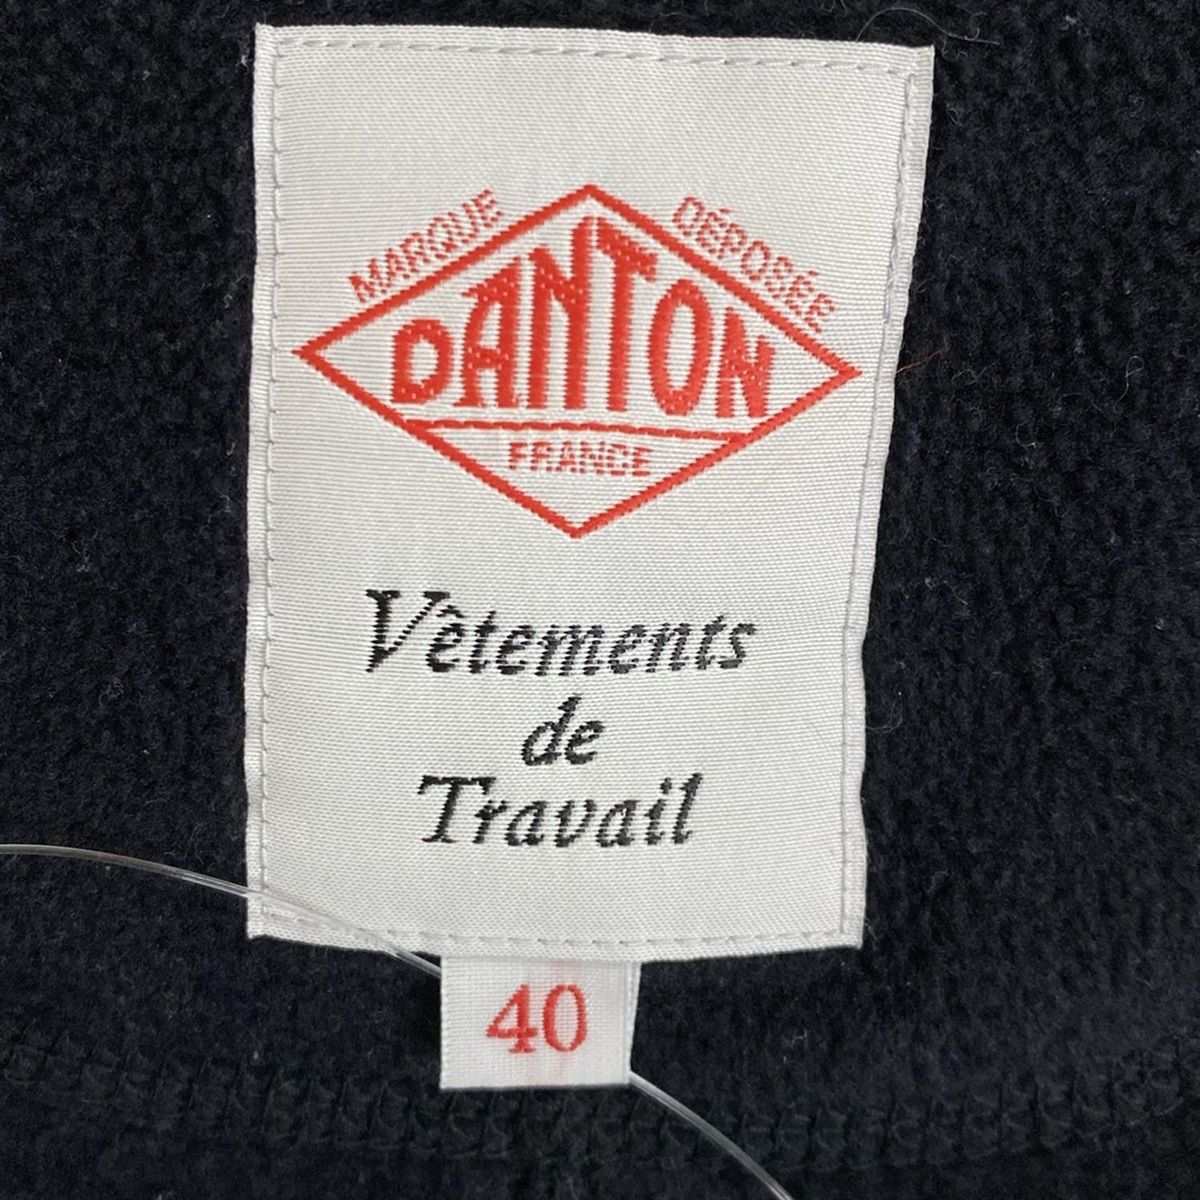 MARQUE DÉPOSÉE
DANTON
FRANCE
Vêtements
de
Travail
40